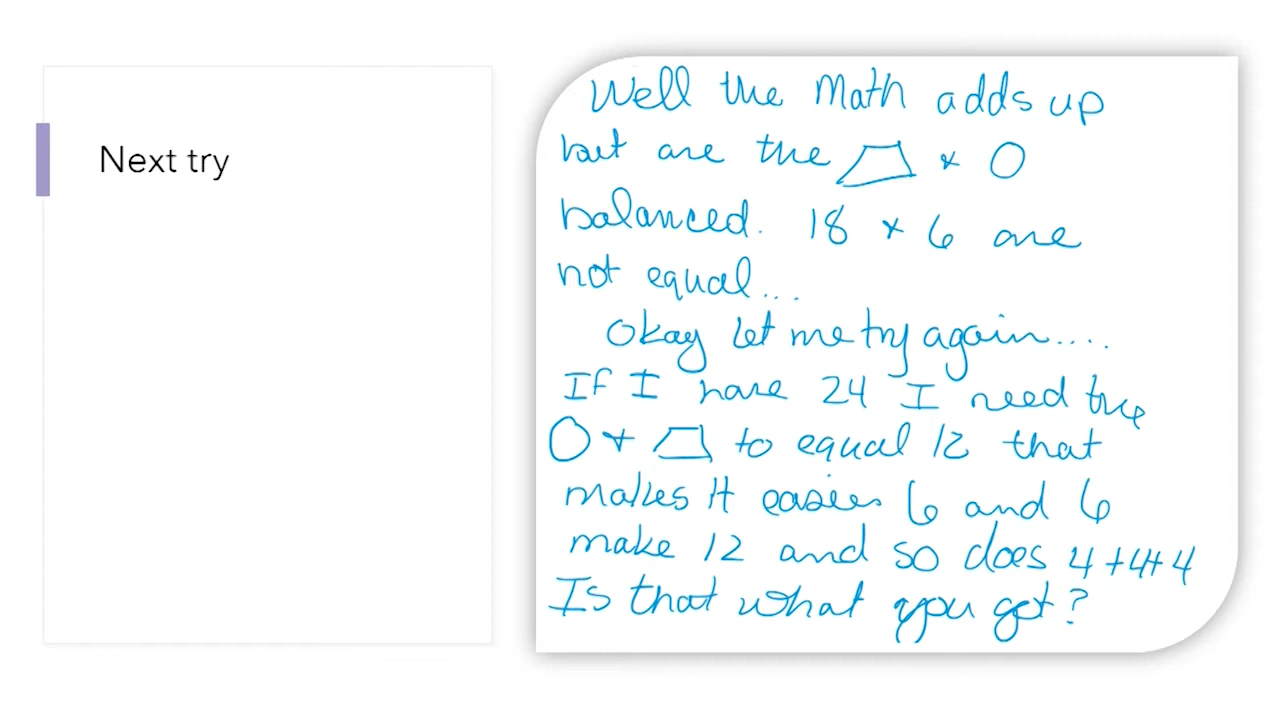 Next try
Well the Math adds up
but are the & O
balanced. 18 & 6 are
not equal...
Okay let me try again....
If I have 24 I need the
O + to equal 12 that
makes it easier 6 and 6
make 12 and so does 4+4+4
Is that what you got?